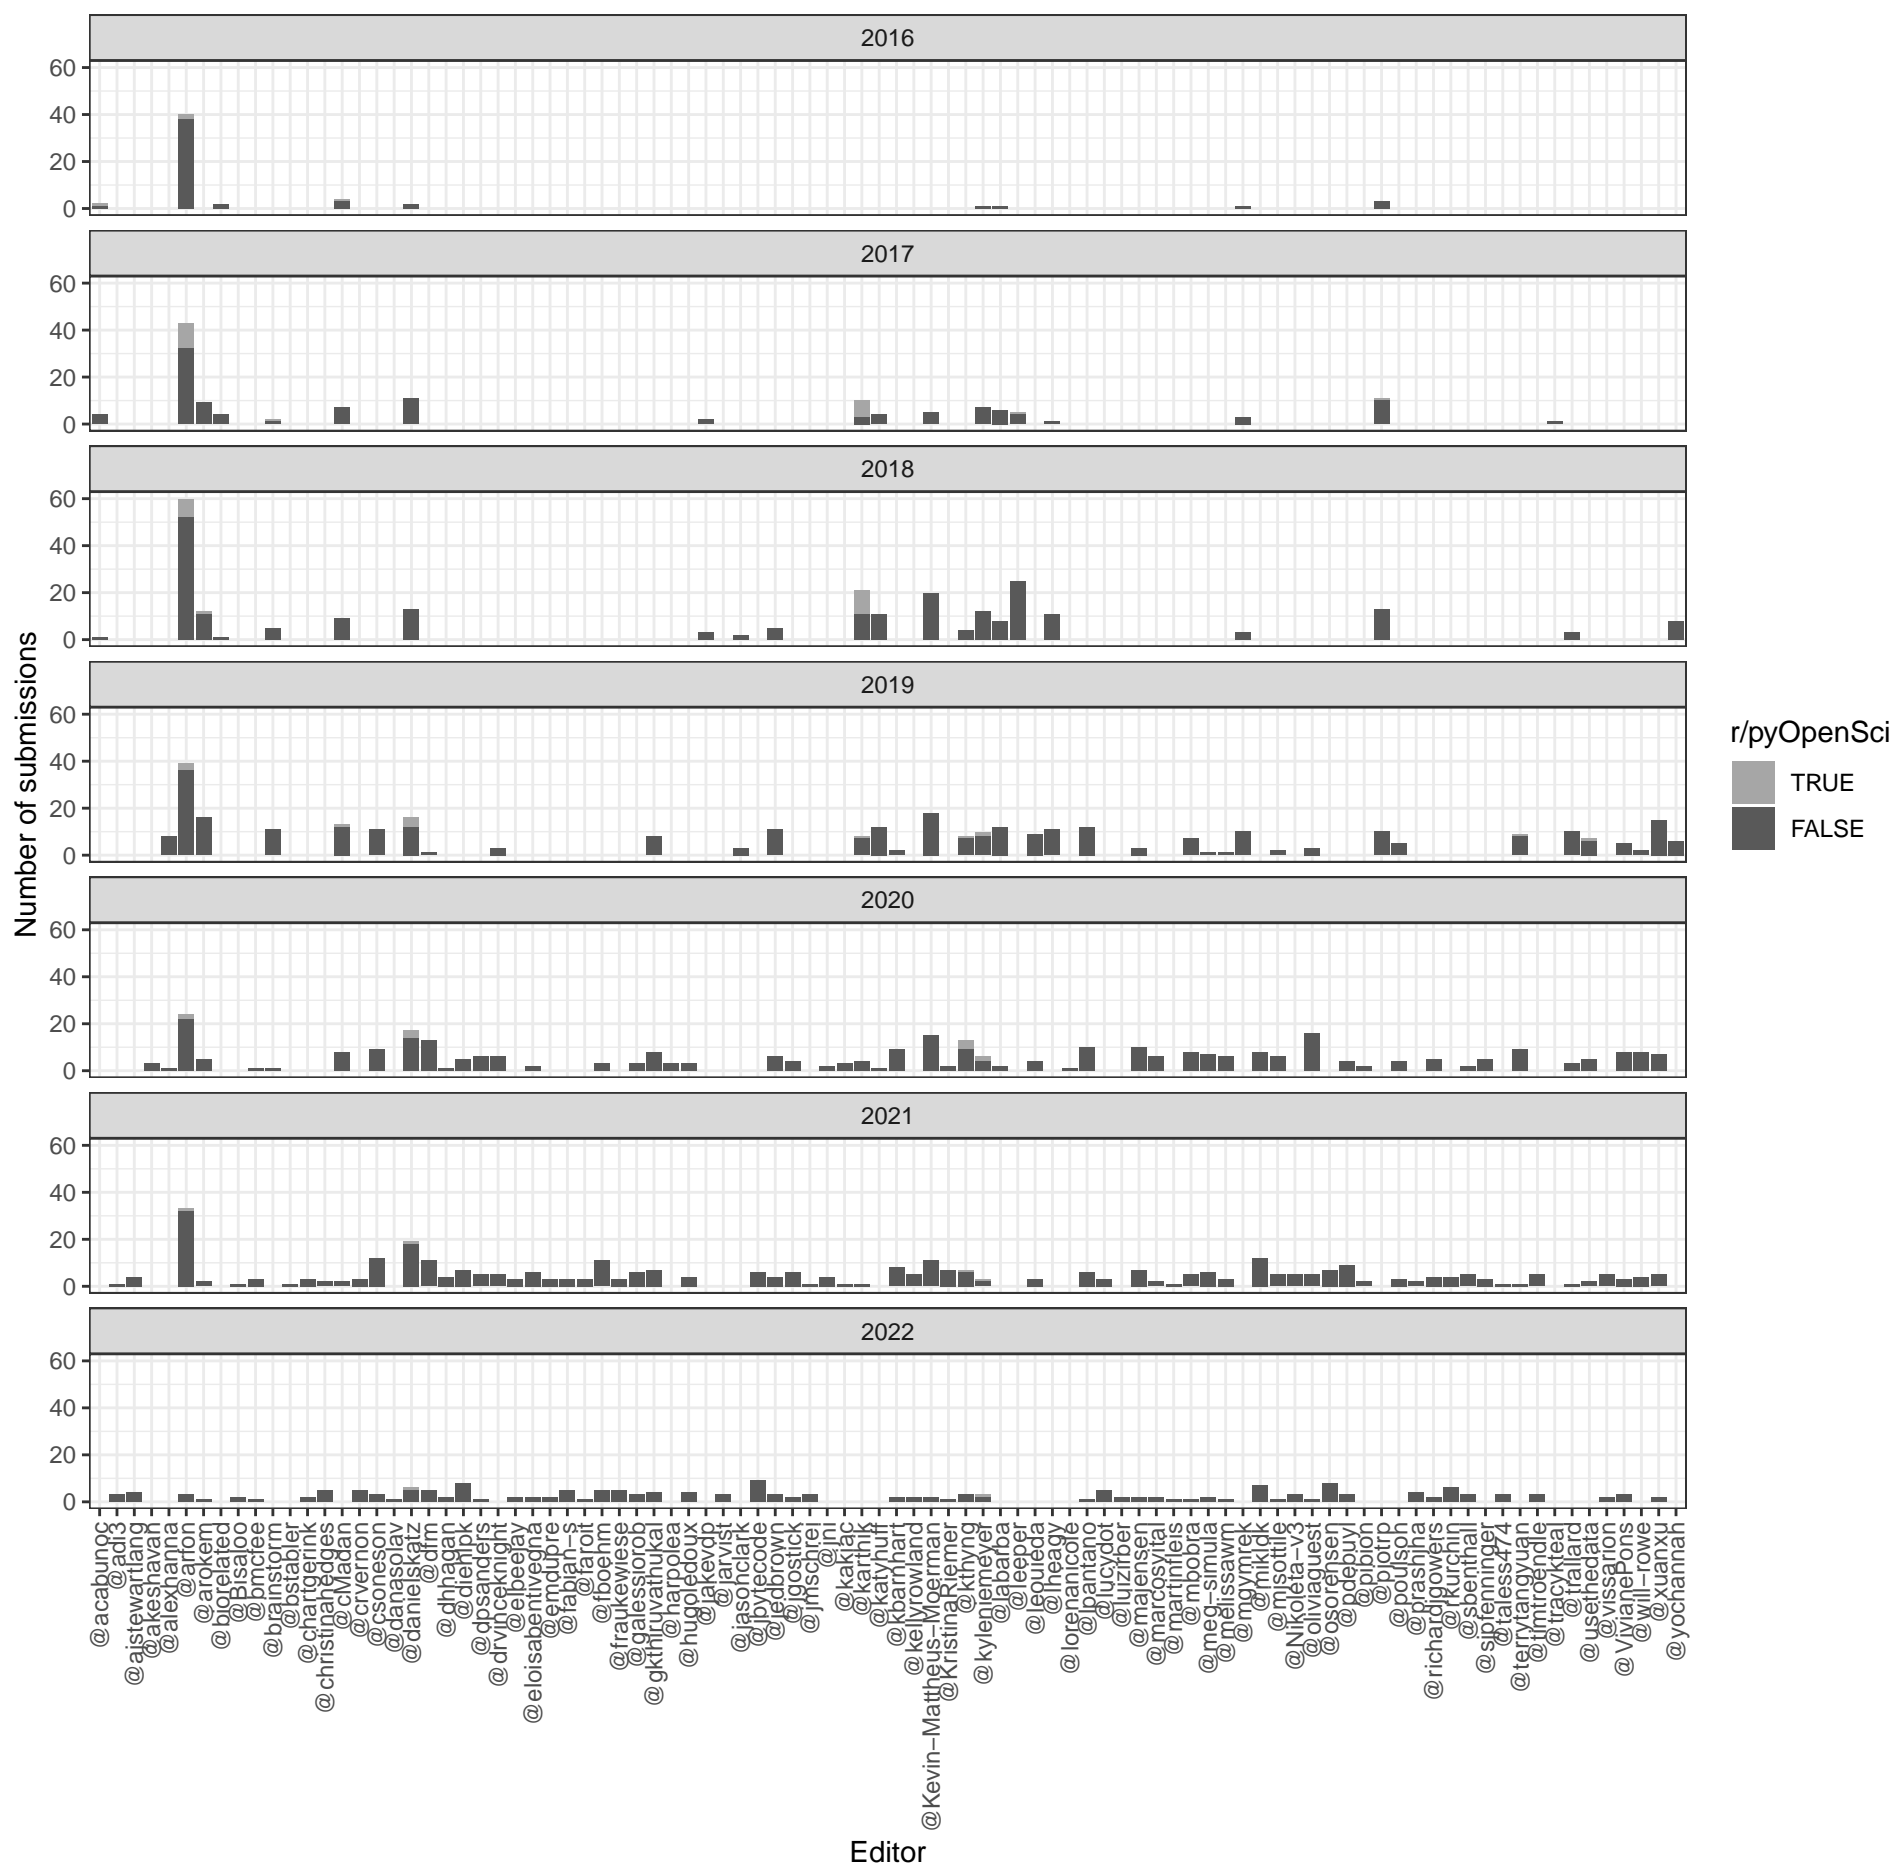 2016
60
40
20
0
2017
60
40
20
0
2018
60
40
20
0
2019
60
40
20
0
2020
60
40
20
0
2021
60
40
20
0
2022
60
40
20
0
Number of submissions
@acabunoc
@adi3
@ajstewartlang
@akeshavan
@alexhanna
@arfon
@arokem
@biorelated
@Bisaloo
@bmcfee
@brainstorm
@bstabler
@chartgerink
@christinahedges
@cMadan
@crvernon
@csoneson
@danasolav
@danielskatz
@dfm
@dhhagan
@diehlpk
@dpsanders
@drvinceknight
@elbeejay
@eloisabentivegna
@emdupre
@fabian-s
@faroit
@fboehm
@fraukewiese
@galessiorob
@gkthiruvathukal
@harpolea
@hugoledoux
@jakevdp
@jarvist
@jasonclark
@jbytecode
@jedbrown
@jgostick
@jmschrei
@jni
@kakiac
@karthik
@katyhuff
@kbarnhart
@kellyrowland
@Kevin-Mattheus-Moerman
@KristinaRiemer
@kthyng
@kyleniemeyer
@labarba
@leeper
@leouieda
@lheagy
@lorenanicole
@lpantano
@lucydot
@luizirber
@majensen
@marcosvital
@martinfleis
@mbobra
@meg-simula
@melissawm
@mgymrek
@mikldk
@mjsottile
@Nikoleta-v3
@oliviaguest
@osorensen
@pdebuyl
@pibion
@pjotrp
@poulson
@prashjha
@richardjgowers
@rkurchin
@sbenthall
@sjpfenninger
@taless474
@terrytangyuan
@timtroendle
@tracykteal
@trallard
@usethedata
@vissarion
@VivianePons
@will-rowe
@xuanxu
@yochannah
Editor
r/pyOpenSci
TRUE
FALSE